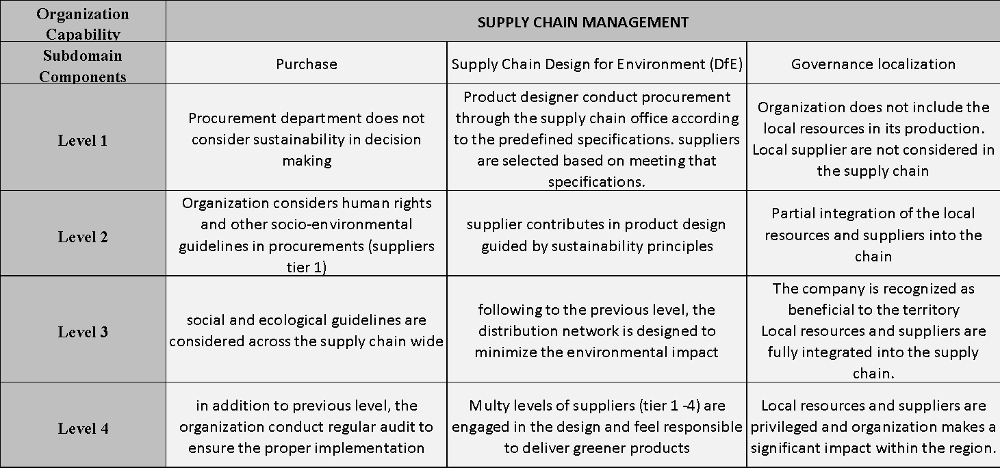 Organization
Capability
SUPPLY CHAIN MANAGEMENT
Subdomain
Components
Purchase
Supply Chain Design for Environment (DfE)
Governance localization
Level 1
Procurement department does not
consider sustainability in decision
making
Product designer conduct procurement
through the supply chain office according
to the predefined specifications. suppliers
are selected based on meeting that
specifications.
Organization does not include the
local resources in its production.
Local supplier are not considered in
the supply chain
Level 2
Organization considers human rights
and other socio-environmental
guidelines in procurements (suppliers
tier 1)
supplier contributes in product design
guided by sustainability principles
Partial integration of the local
resources and suppliers into the
chain
Level 3
social and ecological guidelines are
considered across the supply chain wide
following to the previous level, the
distribution network is designed to
minimize the environmental impact
The company is recognized as
beneficial to the territory
Local resources and suppliers are
fully integrated into the supply
chain.
Level 4
in addition to previous level, the
organization conduct regular audit to
ensure the proper implementation
Multy levels of suppliers (tier 1 -4) are
engaged in the design and feel responsible
to deliver greener products
Local resources and suppliers are
privileged and organization makes a
significant impact within the region.